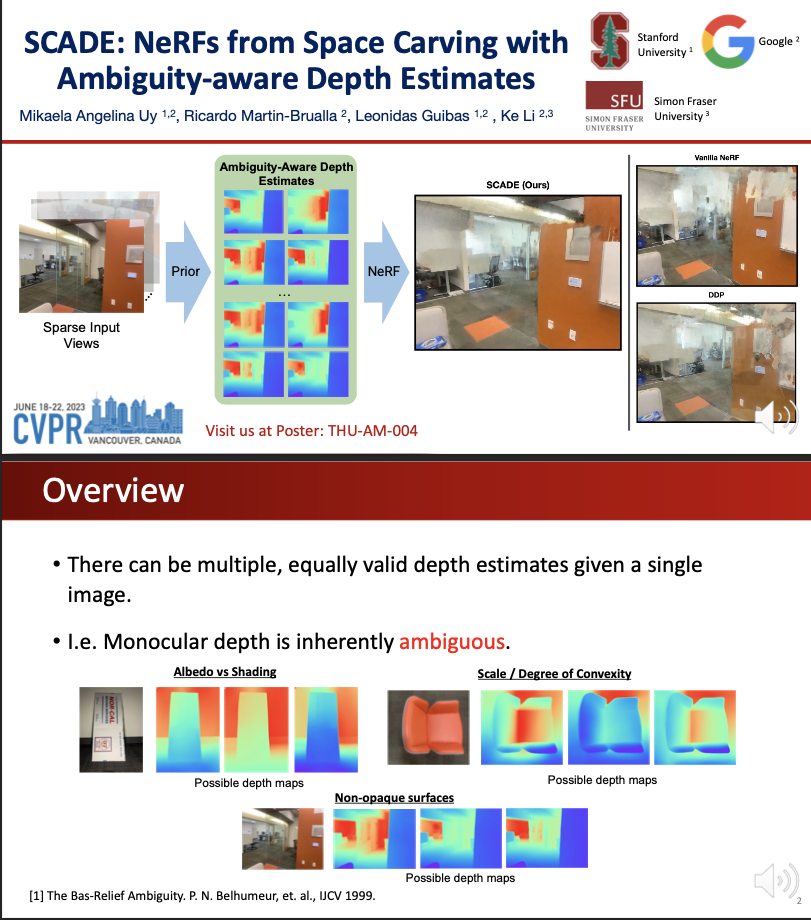 SCADE: NeRFs from Space Carving with
Ambiguity-aware Depth Estimates
Mikaela Angelina Uy 1,2, Ricardo Martin-Brualla 2, Leonidas Guibas 1,2 , Ke Li 2,3
Stanford
University 1
Google 2
SFU
SIMON FRASER
UNIVERSITY
Simon Fraser
University 3
Ambiguity-Aware Depth
Estimates
Prior
...
NeRF
Sparse Input
Views
SCADE (Ours)
Vanilla NeRF
DDP
JUNE 18-22, 2023
CVPR
VANCOUVER, CANADA
Visit us at Poster: THU-AM-004
Overview
• There can be multiple, equally valid depth estimates given a single
image.
• I.e. Monocular depth is inherently ambiguous.
Albedo vs Shading
NOR-CAL
Possible depth maps
Scale / Degree of Convexity
Possible depth maps
Non-opaque surfaces
Possible depth maps
[1] The Bas-Relief Ambiguity. P. N. Belhumeur, et. al., IJCV 1999.
2